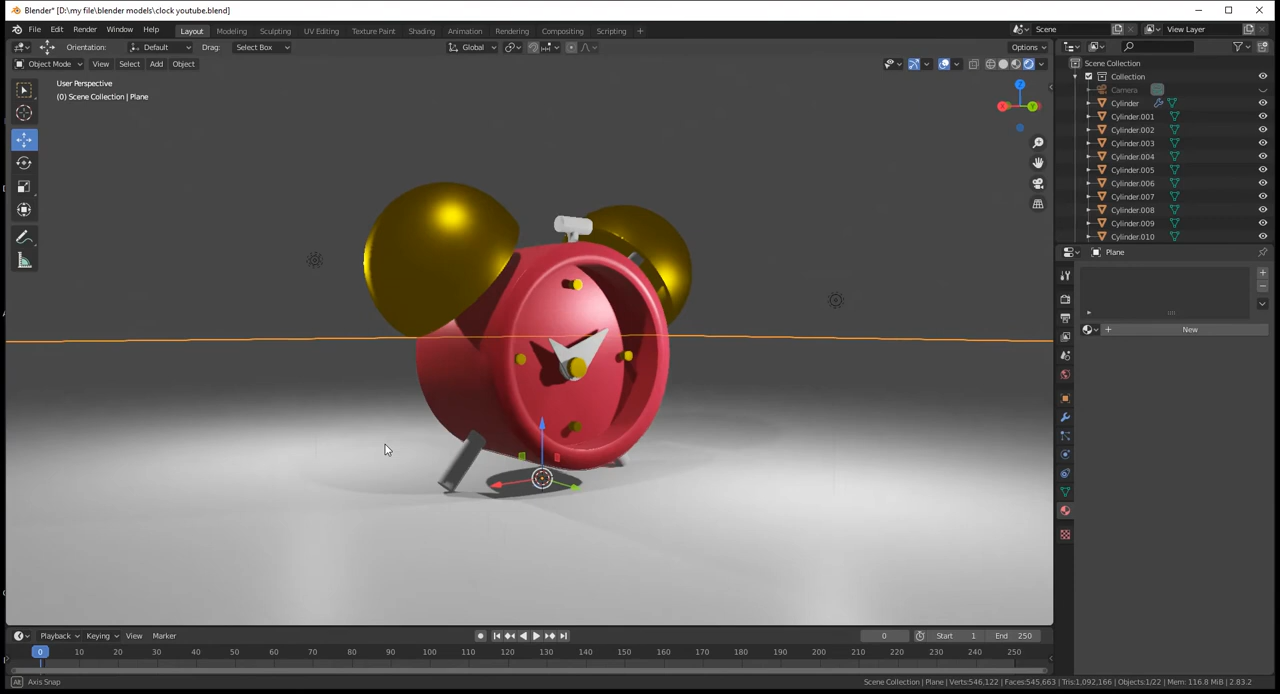 Blender* [D:\my file\blender models\clock youtube.blend]
File Edit Render Window Help Layout Modeling Sculpting UV Editing Texture Paint Shading Animation Rendering Compositing Scripting Scene View Layer
Orientation: Default Drag: Select Box Global Options
Object Mode View Select Add Object
User Perspective
(0) Scene Collection | Plane
Scene Collection
Collection
Camera
Cylinder
Cylinder.001
Cylinder.002
Cylinder.003
Cylinder.004
Cylinder.005
Cylinder.006
Cylinder.007
Cylinder.008
Cylinder.009
Cylinder.010
Plane
New
X
Y
Z
Playback Keying View Marker 0 Start 1 End 250
0 10 20 30 40 50 60 70 80 90 100 110 120 130 140 150 160 170 180 190 200 210 220 230 240 250
Alt Axis Snap Scene Collection | Plane | Verts:546,122 | Faces:545,663 | Tris:1,092,166 | Objects:1/22 | Mem: 116.8 MiB | 2.83.2